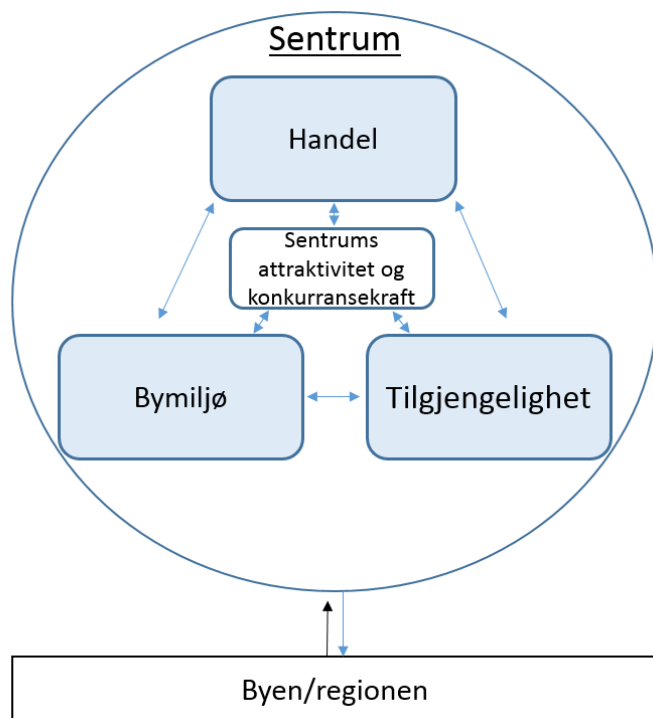 Sentrum
Handel
Sentrums
attraktivitet og
konkurransekraft
Bymiljø
Tilgjengelighet
Byen/regionen